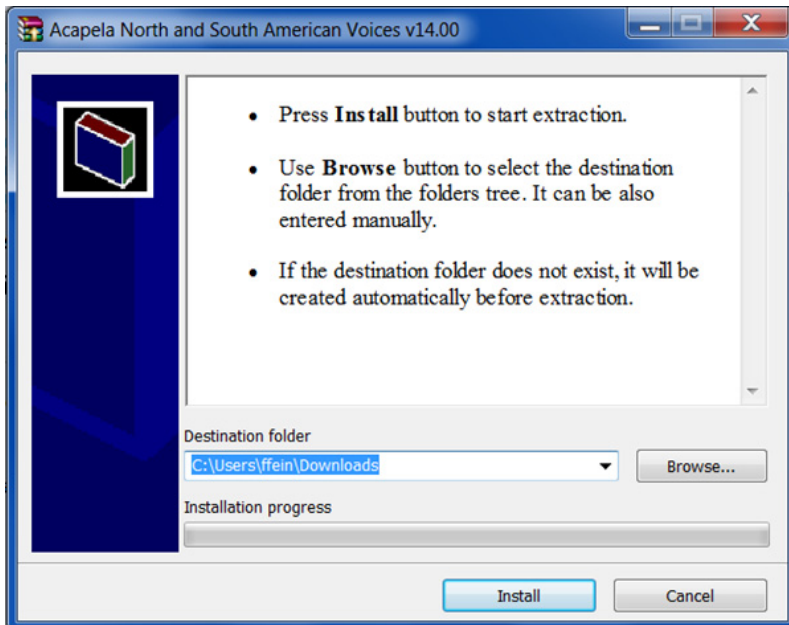 Acapela North and South American Voices v14.00
• Press Install button to start extraction.
• Use Browse button to select the destination
folder from the folders tree. It can be also
entered manually.
• If the destination folder does not exist, it will be
created automatically before extraction.
Destination folder
C:\Users\ffein\Downloads
Browse...
Installation progress
Install
Cancel